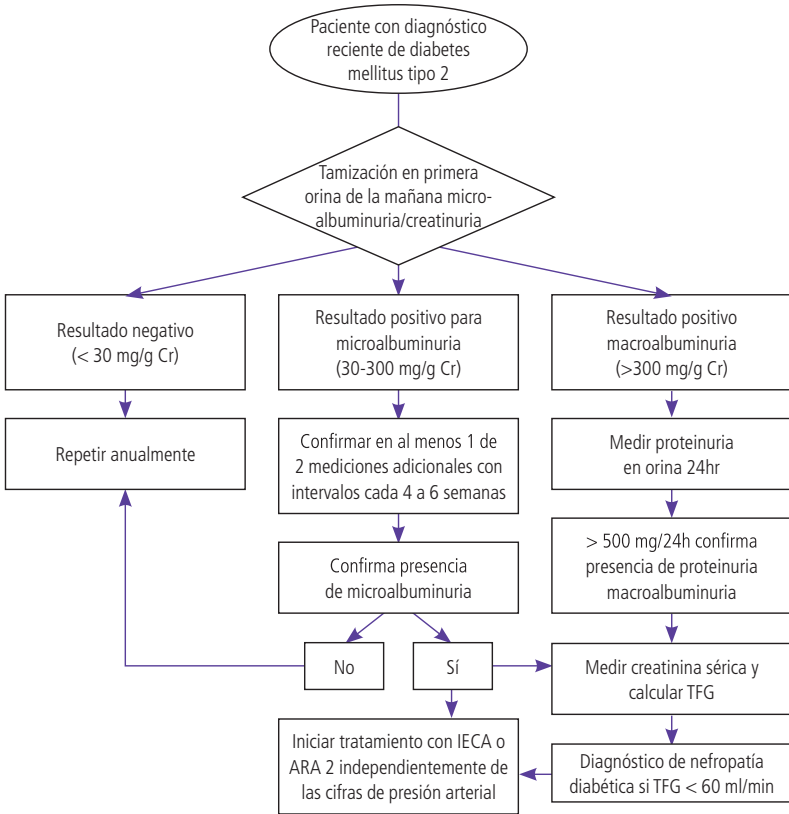 Paciente con diagnóstico
reciente de diabetes
mellitus tipo 2
Tamización en primera
orina de la mañana micro-
albuminuria/creatinuria
Resultado negativo
(< 30 mg/g Cr)
Resultado positivo para
microalbuminuria
(30-300 mg/g Cr)
Resultado positivo
macroalbuminuria
(>300 mg/g Cr)
Repetir anualmente
Confirmar en al menos 1 de
2 mediciones adicionales con
intervalos cada 4 a 6 semanas
Medir proteinuria
en orina 24hr
Confirma presencia
de microalbuminuria
> 500 mg/24h confirma
presencia de proteinuria
macroalbuminuria
No
Sí
Medir creatinina sérica y
calcular TFG
Iniciar tratamiento con IECA o
ARA 2 independientemente de
las cifras de presión arterial
Diagnóstico de nefropatía
diabética si TFG < 60 ml/min